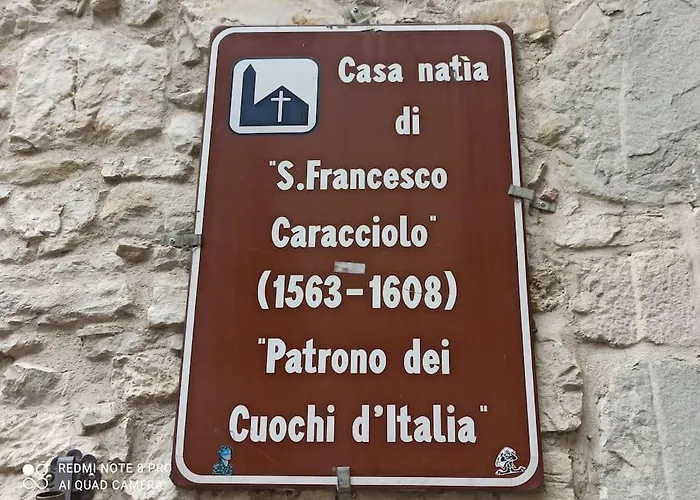 Casa natìa
di
"S.Francesco
Caracciolo"
(1563-1608)
"Patrono dei
Cuochi d'Italia"
REDMI NOTE 8 PRO
AI QUAD CAMERA